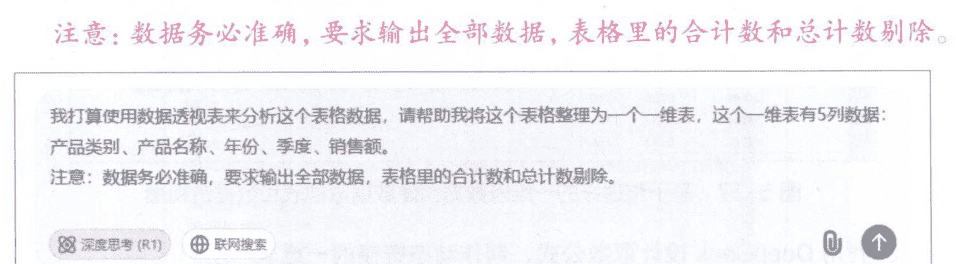 注意：数据务必准确，要求输出全部数据，表格里的合计数和总计数剔除。
我打算使用数据透视表来分析这个表格数据，请帮助我将这个表格整理为一个一维表，这个一维表有5列数据：
产品类别、产品名称、年份、季度、销售额。
注意：数据务必准确，要求输出全部数据，表格里的合计数和总计数剔除。
深度思考 (R1) 联网搜索